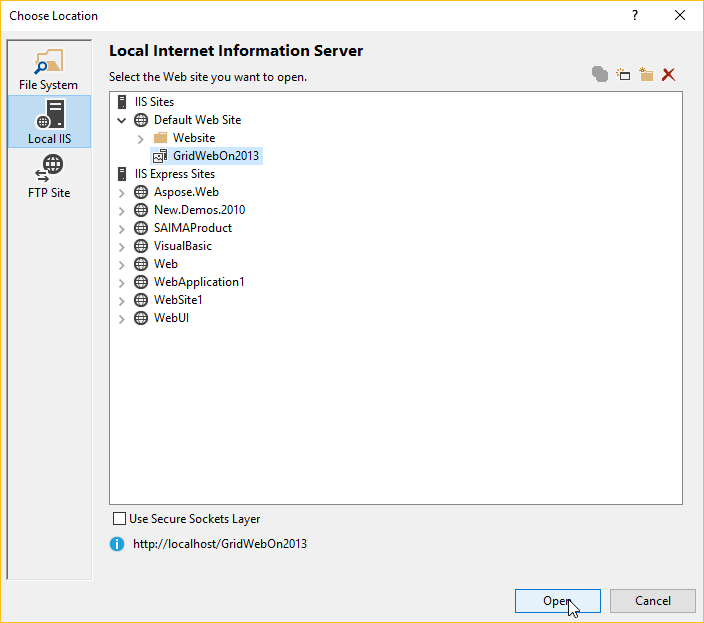 Choose Location
?
File System
Local IIS
FTP Site
Local Internet Information Server
Select the Web site you want to open.
IIS Sites
Default Web Site
Website
GridWebOn2013
IIS Express Sites
Aspose.Web
New.Demos.2010
SAIMAProduct
VisualBasic
Web
WebApplication1
WebSite1
WebUI
Use Secure Sockets Layer
http://localhost/GridWebOn2013
Open
Cancel